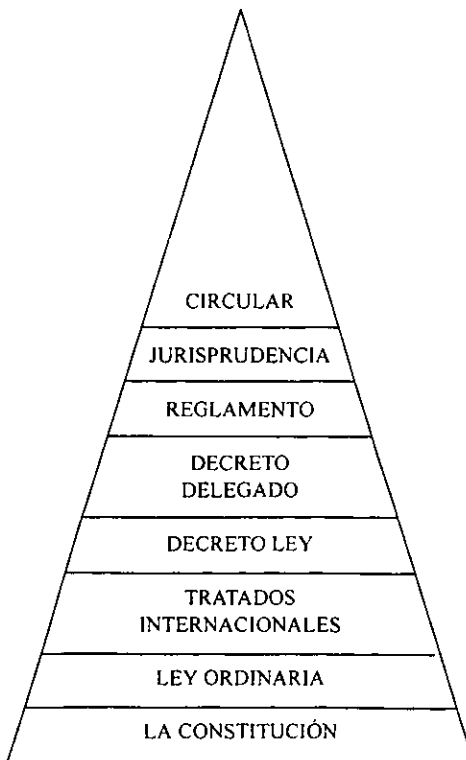 CIRCULAR
JURISPRUDENCIA
REGLAMENTO
DECRETO
DELEGADO
DECRETO LEY
TRATADOS
INTERNACIONALES
LEY ORDINARIA
LA CONSTITUCIÓN